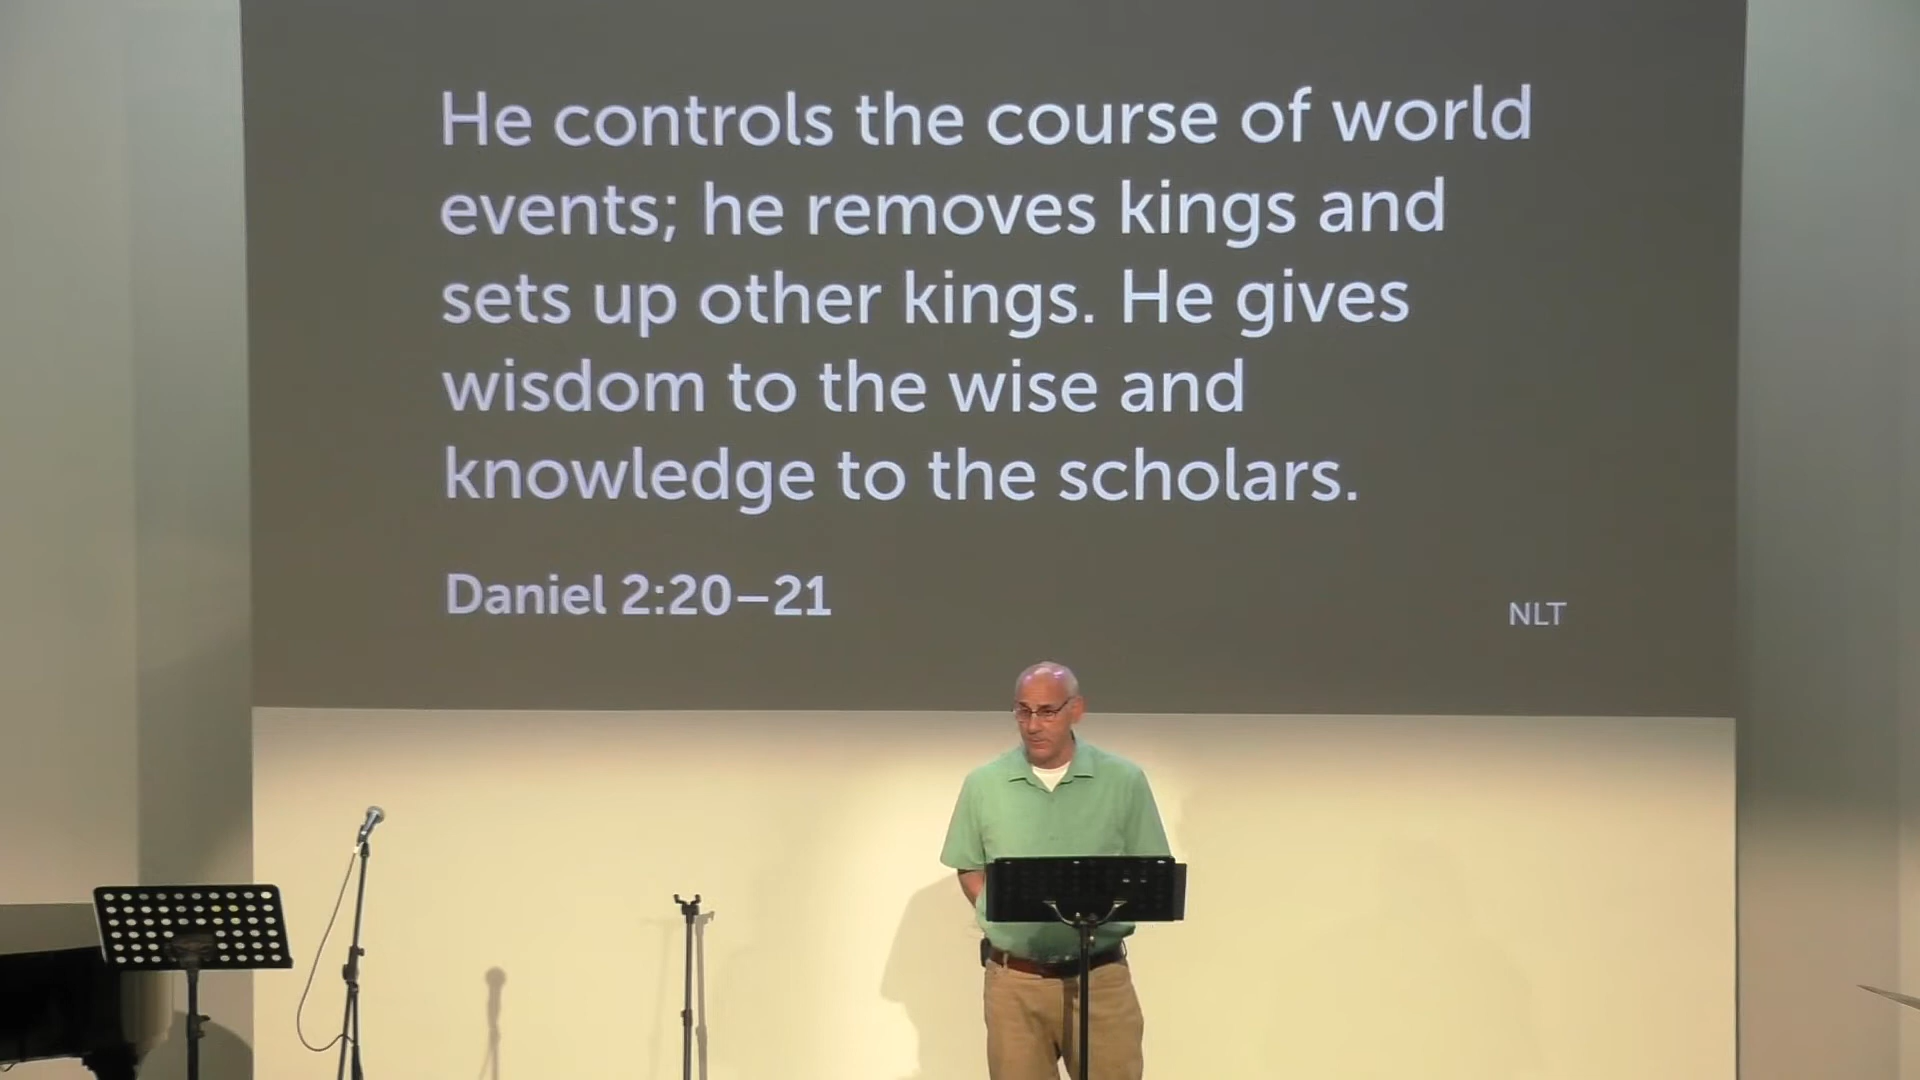 He controls the course of world
events; he removes kings and
sets up other kings. He gives
wisdom to the wise and
knowledge to the scholars.
Daniel 2:20–21
NLT